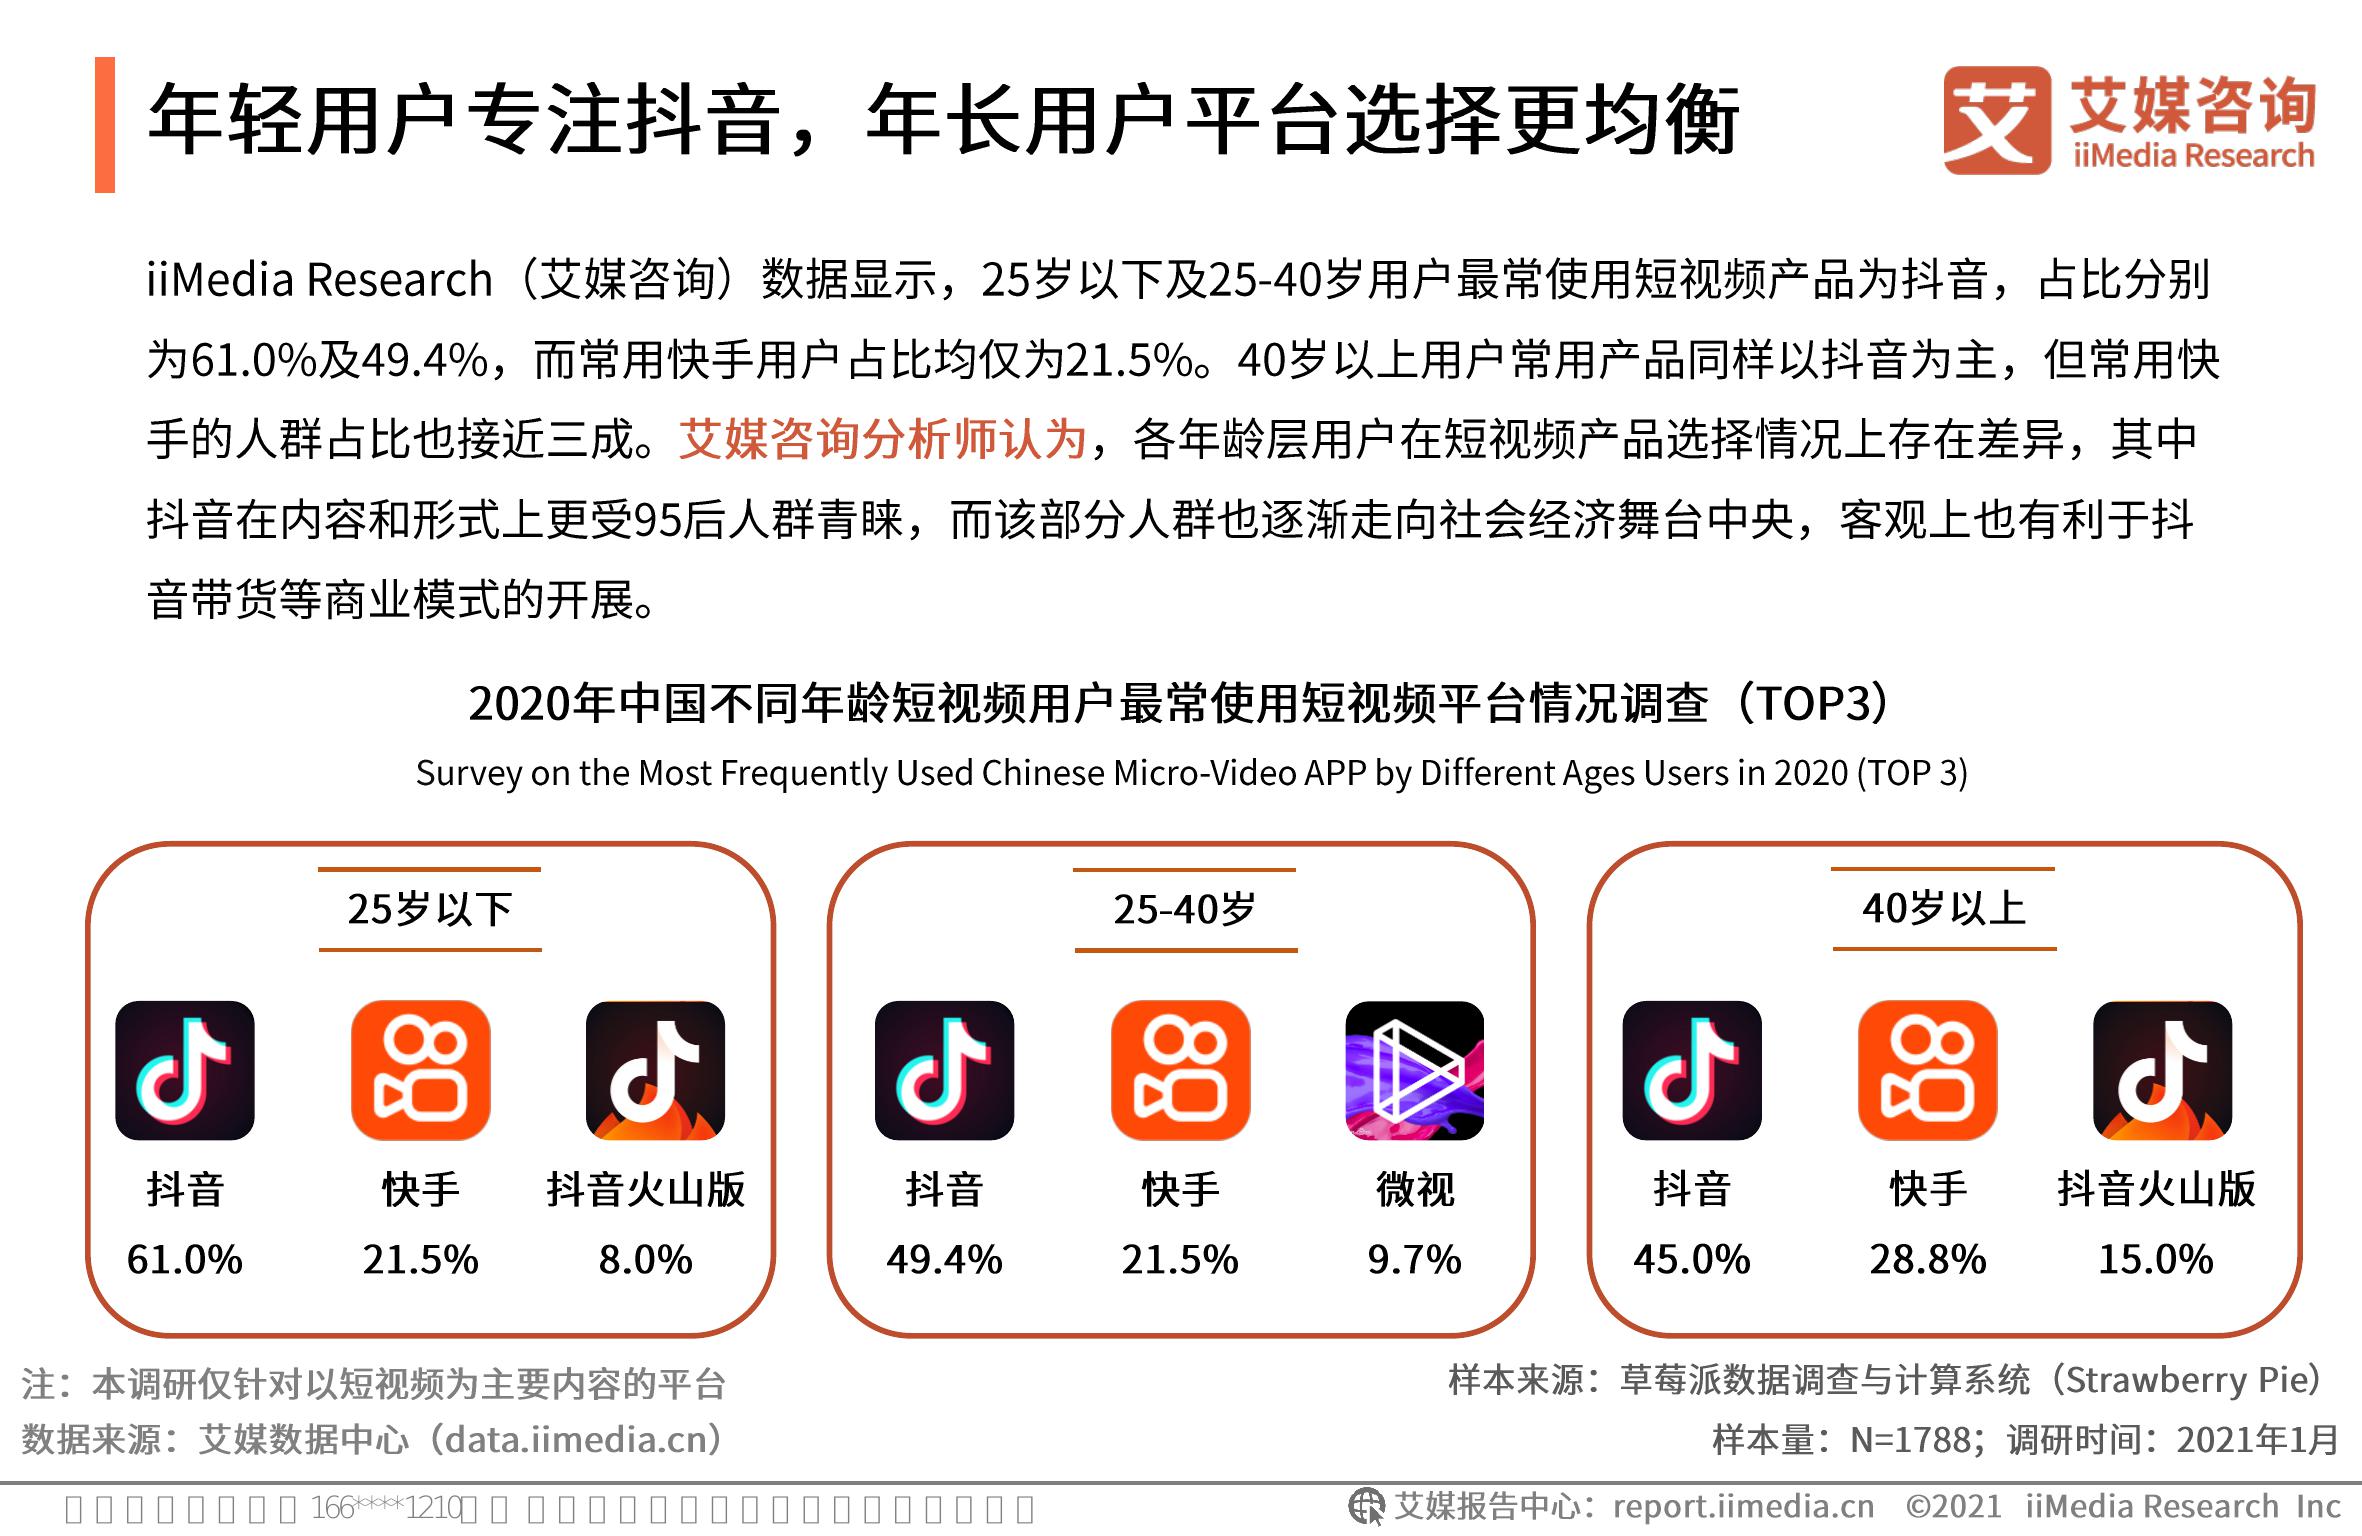 年轻用户专注抖音，年长用户平台选择更均衡
艾 艾媒咨询
iiMedia Research
iiMedia Research（艾媒咨询）数据显示，25岁以下及25-40岁用户最常使用短视频产品为抖音，占比分别
为61.0%及49.4%，而常用快手用户占比均仅为21.5%。40岁以上用户常用产品同样以抖音为主，但常用快
手的人群占比也接近三成。艾媒咨询分析师认为，各年龄层用户在短视频产品选择情况上存在差异，其中
抖音在内容和形式上更受95后人群青睐，而该部分人群也逐渐走向社会经济舞台中央，客观上也有利于抖
音带货等商业模式的开展。
2020年中国不同年龄短视频用户最常使用短视频平台情况调查（TOP3）
Survey on the Most Frequently Used Chinese Micro-Video APP by Different Ages Users in 2020 (TOP 3)
25岁以下
抖音 快手 抖音火山版
61.0% 21.5% 8.0%
25-40岁
抖音 快手 微视
49.4% 21.5% 9.7%
40岁以上
抖音 快手 抖音火山版
45.0% 28.8% 15.0%
注：本调研仅针对以短视频为主要内容的平台
数据来源：艾媒数据中心（data.iimedia.cn）
样本来源：草莓派数据调查与计算系统（Strawberry Pie）
样本量：N=1788；调研时间：2021年1月
166****1210
艾媒报告中心：report.iimedia.cn ©2021 iiMedia Research Inc